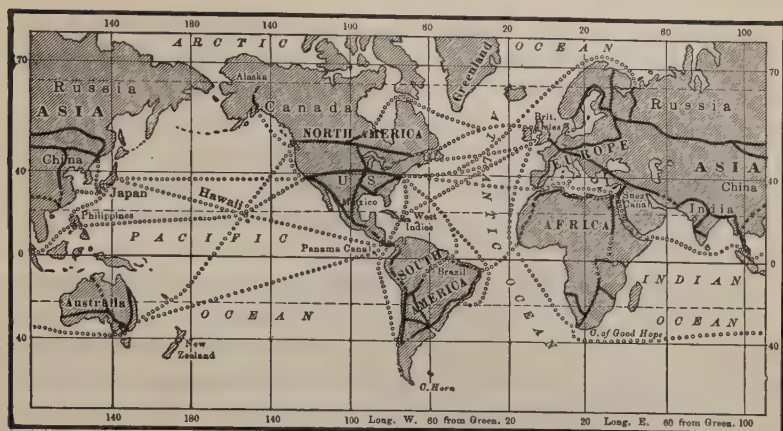 140 140 100 60 20 20 60 100
ARCTIC OCEAN
70 70
Alaska
Greenland
Russia Canada Russia
ASIA
NORTH AMERICA
Brit. Isles
EUROPE
ATLANTIC
ASIA
China
China
40 U S 40
Japan
Hawaii
Mexico
Suez Canal
India
Philippines
West Indies
AFRICA
PACIFIC
Panama Canal
0 0
SOUTH AMERICA
Brazil
INDIAN
Australia
OCEAN
OCEAN
OCEAN
C. of Good Hope
40 40
New Zealand
C. Horn
140 140 100 Long. W. 60 from Green. 20 20 Long. E. 60 from Green. 100